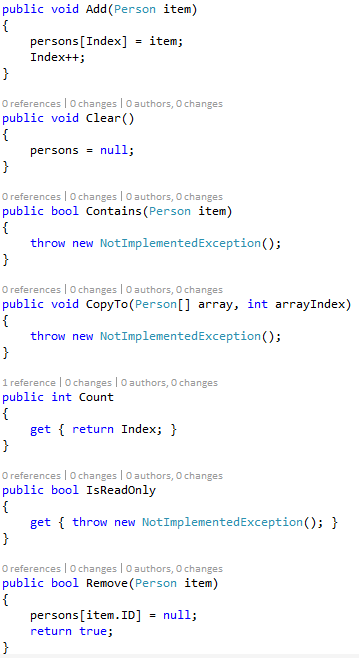 public void Add(Person item)
{
    persons[Index] = item;
    Index++;
}
0 references | 0 changes | 0 authors, 0 changes
public void Clear()
{
    persons = null;
}
0 references | 0 changes | 0 authors, 0 changes
public bool Contains(Person item)
{
    throw new NotImplementedException();
}
0 references | 0 changes | 0 authors, 0 changes
public void CopyTo(Person[] array, int arrayIndex)
{
    throw new NotImplementedException();
}
1 reference | 0 changes | 0 authors, 0 changes
public int Count
{
    get { return Index; }
}
0 references | 0 changes | 0 authors, 0 changes
public bool IsReadOnly
{
    get { throw new NotImplementedException(); }
}
0 references | 0 changes | 0 authors, 0 changes
public bool Remove(Person item)
{
    persons[item.ID] = null;
    return true;
}